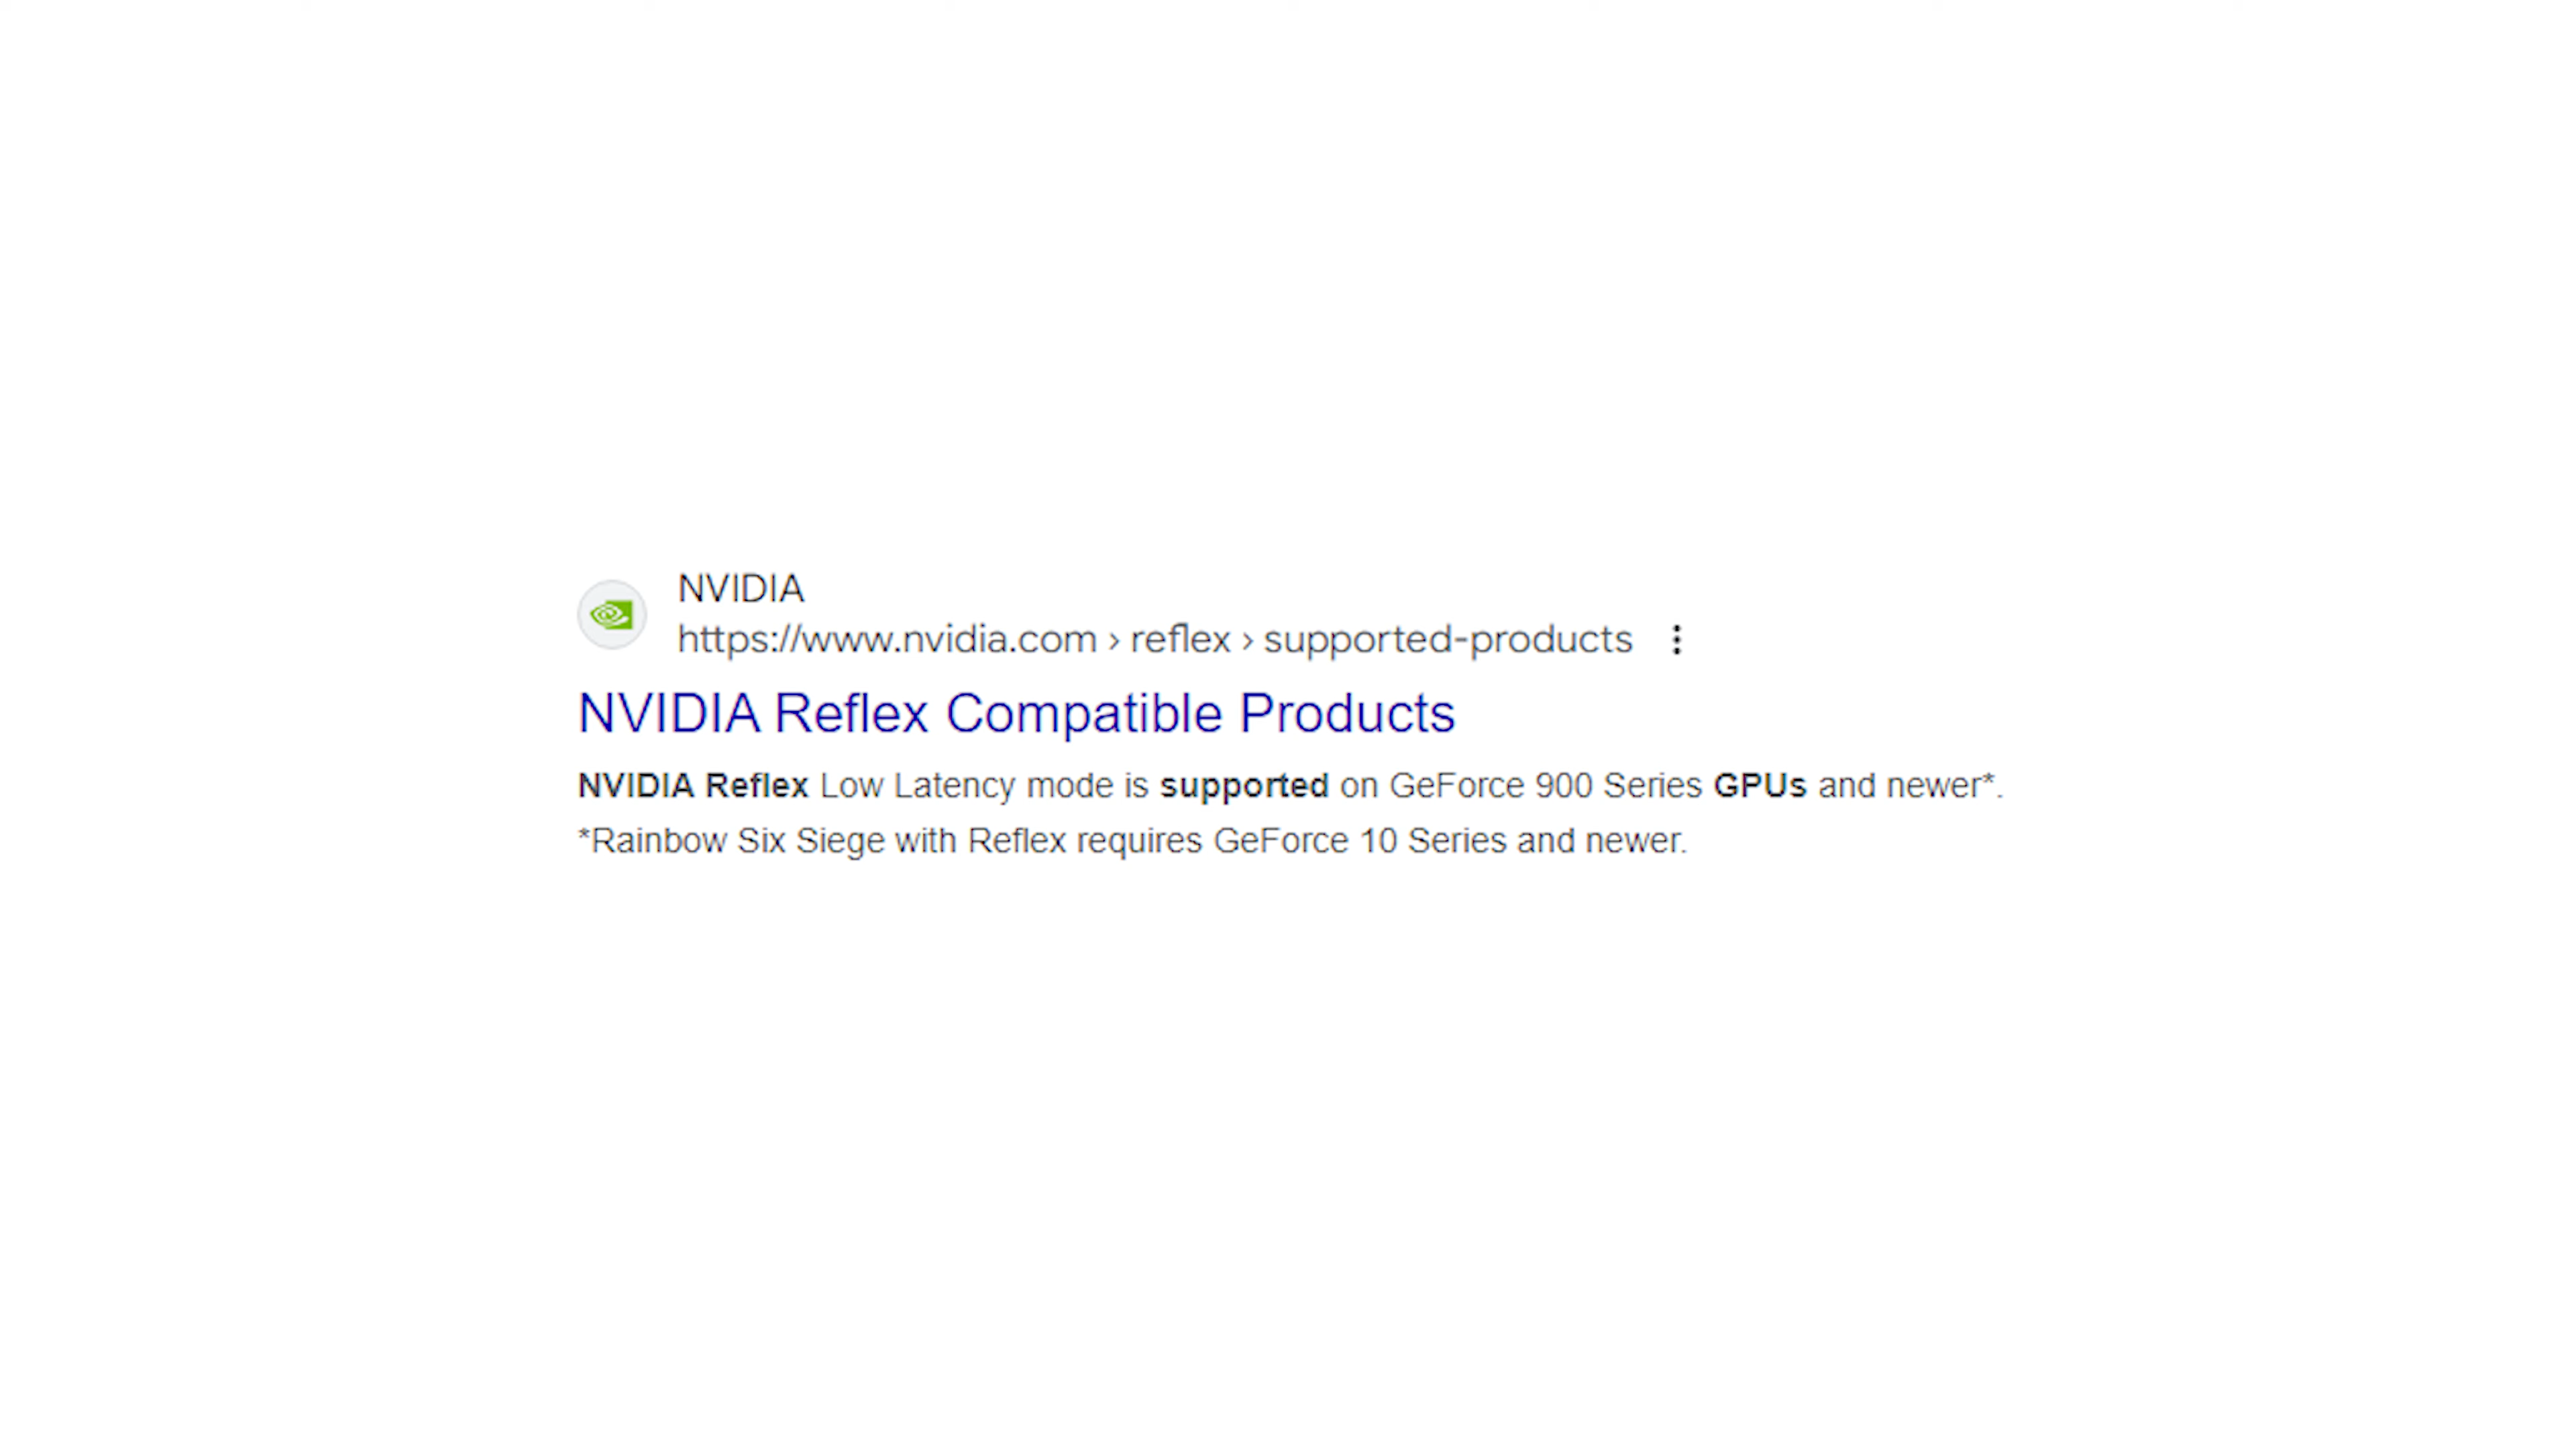 NVIDIA
https://www.nvidia.com › reflex › supported-products
NVIDIA Reflex Compatible Products
NVIDIA Reflex Low Latency mode is supported on GeForce 900 Series GPUs and newer*.
*Rainbow Six Siege with Reflex requires GeForce 10 Series and newer.